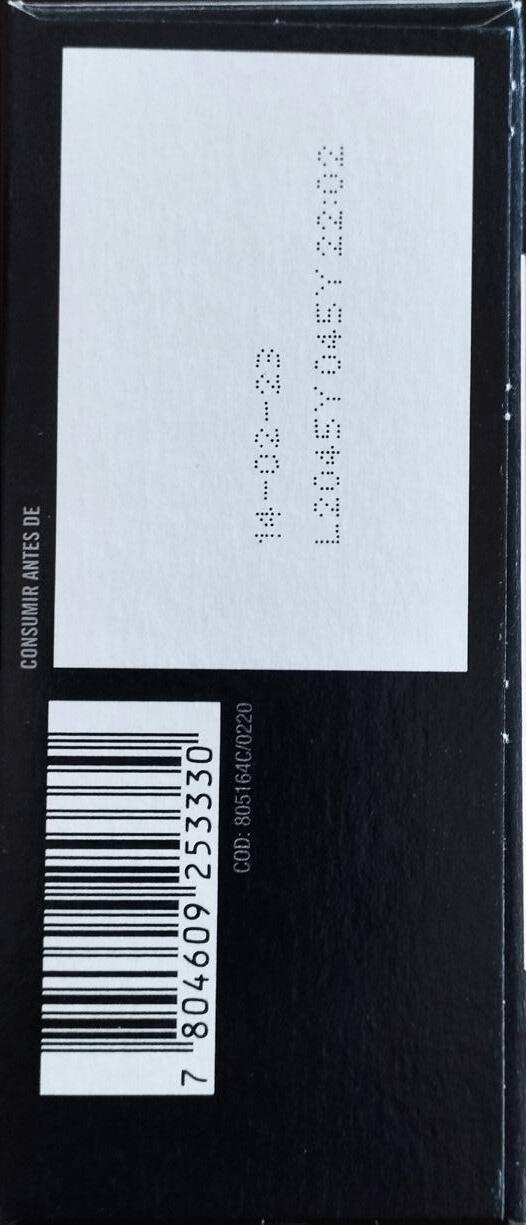 CONSUMIR ANTES DE
14-02-23
L2045Y 045Y 22:02
7 804609 253330
COD: 805164C/0220